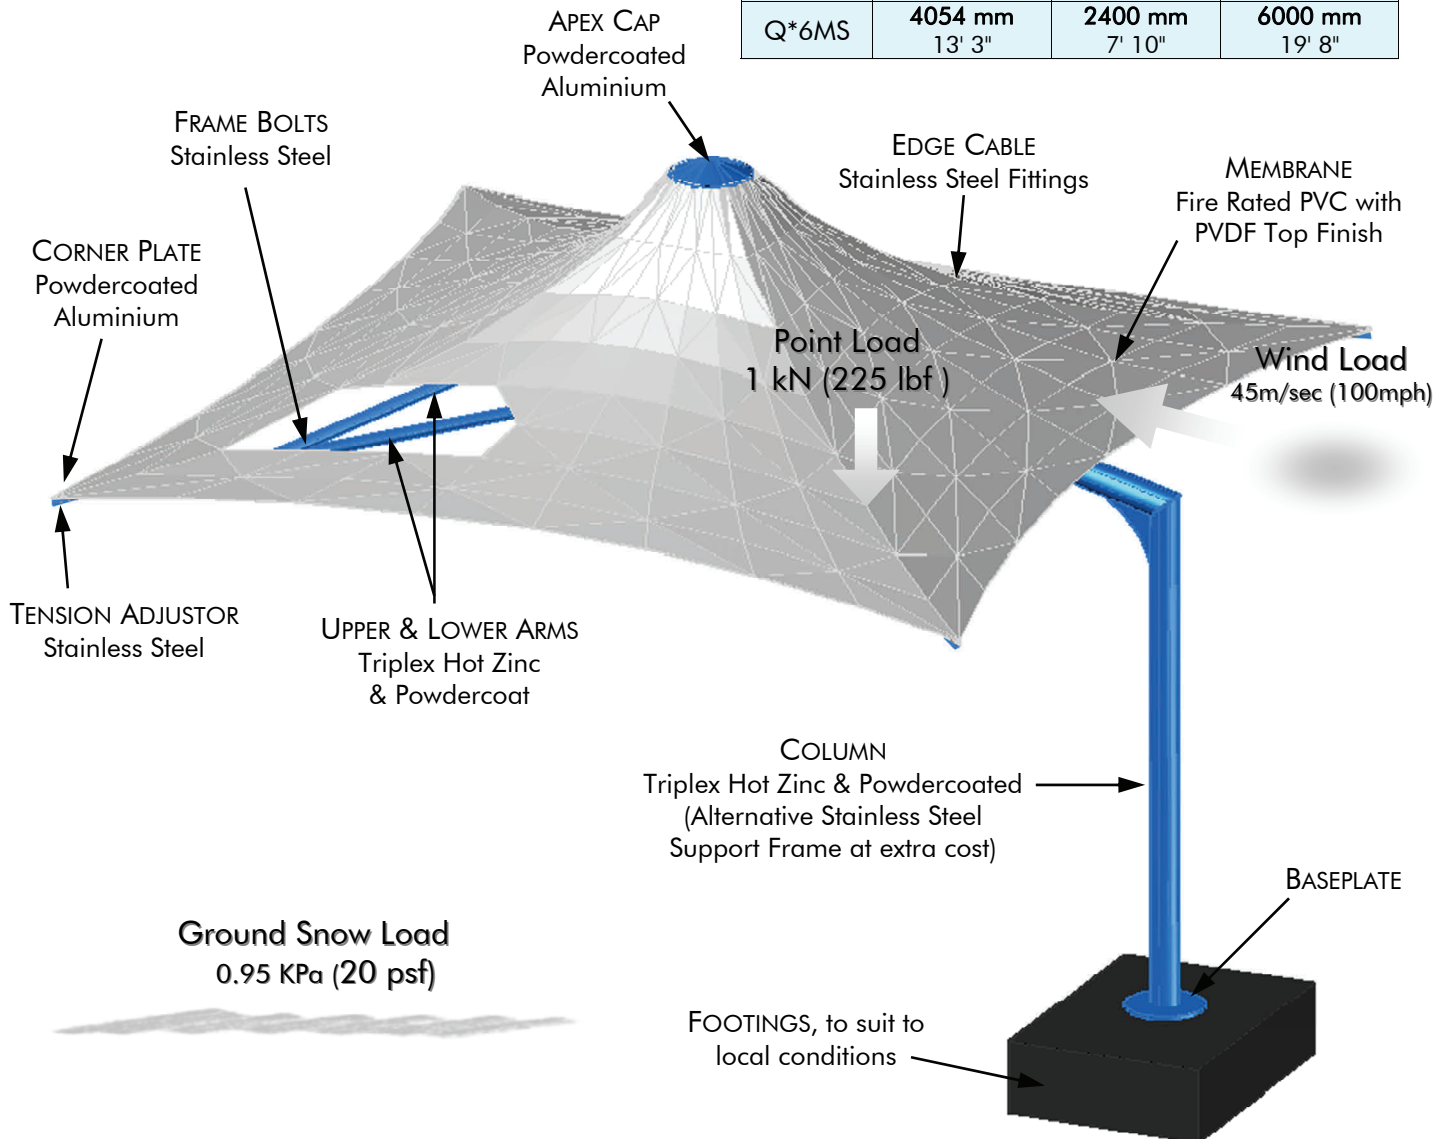 APEX CAP
Powdercoated
Aluminium
Q*6MS
4054 mm
13' 3"
2400 mm
7' 10"
6000 mm
19' 8"
FRAME BOLTS
Stainless Steel
EDGE CABLE
Stainless Steel Fittings
MEMBRANE
Fire Rated PVC with
PVDF Top Finish
CORNER PLATE
Powdercoated
Aluminium
Point Load
1 kN (225 lbf )
Wind Load
45m/sec (100mph)
TENSION ADJUSTOR
Stainless Steel
UPPER & LOWER ARMS
Triplex Hot Zinc
& Powdercoat
COLUMN
Triplex Hot Zinc & Powdercoated
(Alternative Stainless Steel
Support Frame at extra cost)
BASEPLATE
Ground Snow Load
0.95 KPa (20 psf)
FOOTINGS, to suit to
local conditions